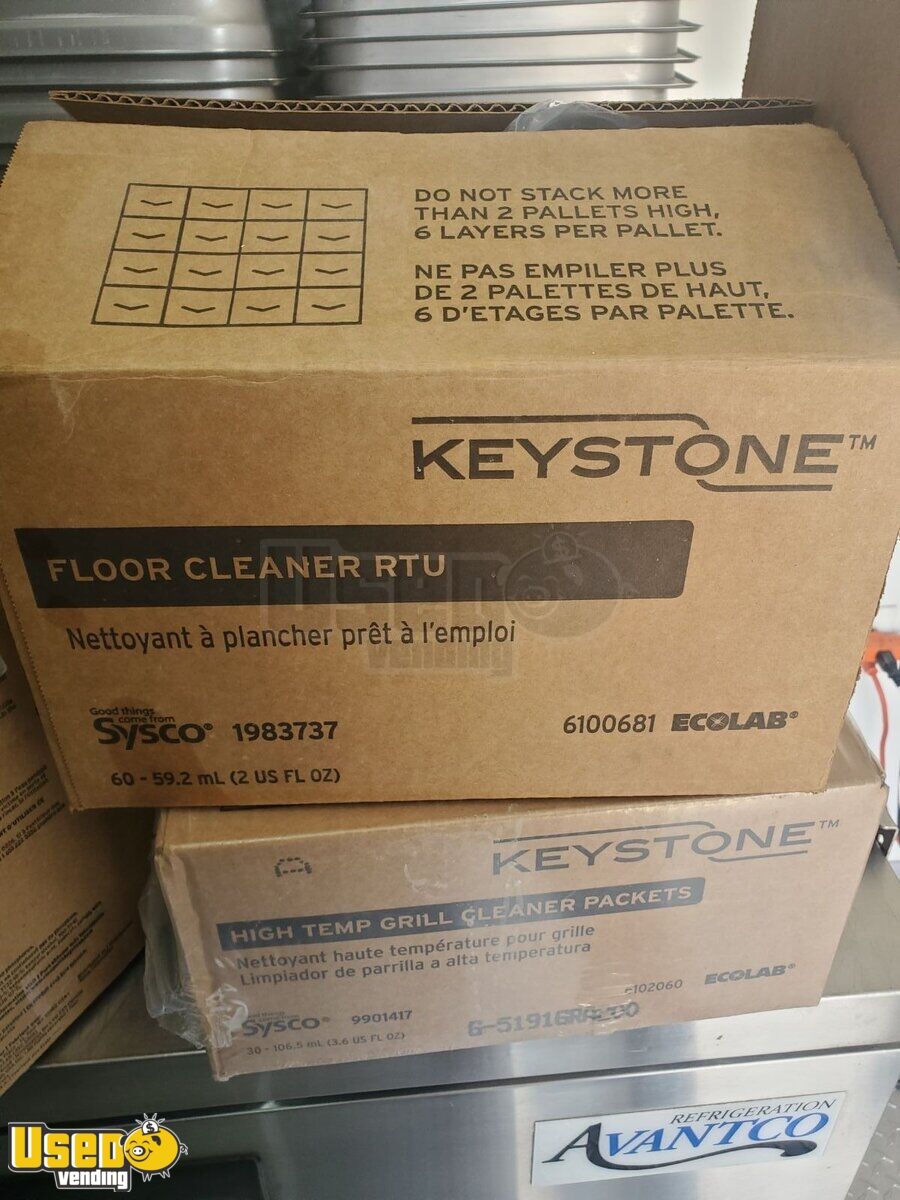 DO NOT STACK MORE
THAN 2 PALLETS HIGH,
6 LAYERS PER PALLET.
NE PAS EMPILER PLUS
DE 2 PALETTES DE HAUT,
6 D'ETAGES PAR PALETTE.
KEYSTONE™
FLOOR CLEANER RTU
Nettoyant à plancher prêt à l'emploi
Good things
come from
Sysco® 1983737
6100681 ECOLAB®
60 - 59.2 mL (2 US FL OZ)
USED
vending
KEYSTONE™
HIGH TEMP GRILL CLEANER PACKETS
Nettoyant haute température pour grille
Limpiador de parrilla a alta temperatura
6102060 ECOLAB®
Sysco® 9901417
30 - 106.5 mL (3.6 US FL OZ)
REFRIGERATION
AVANTCO
USED
vending